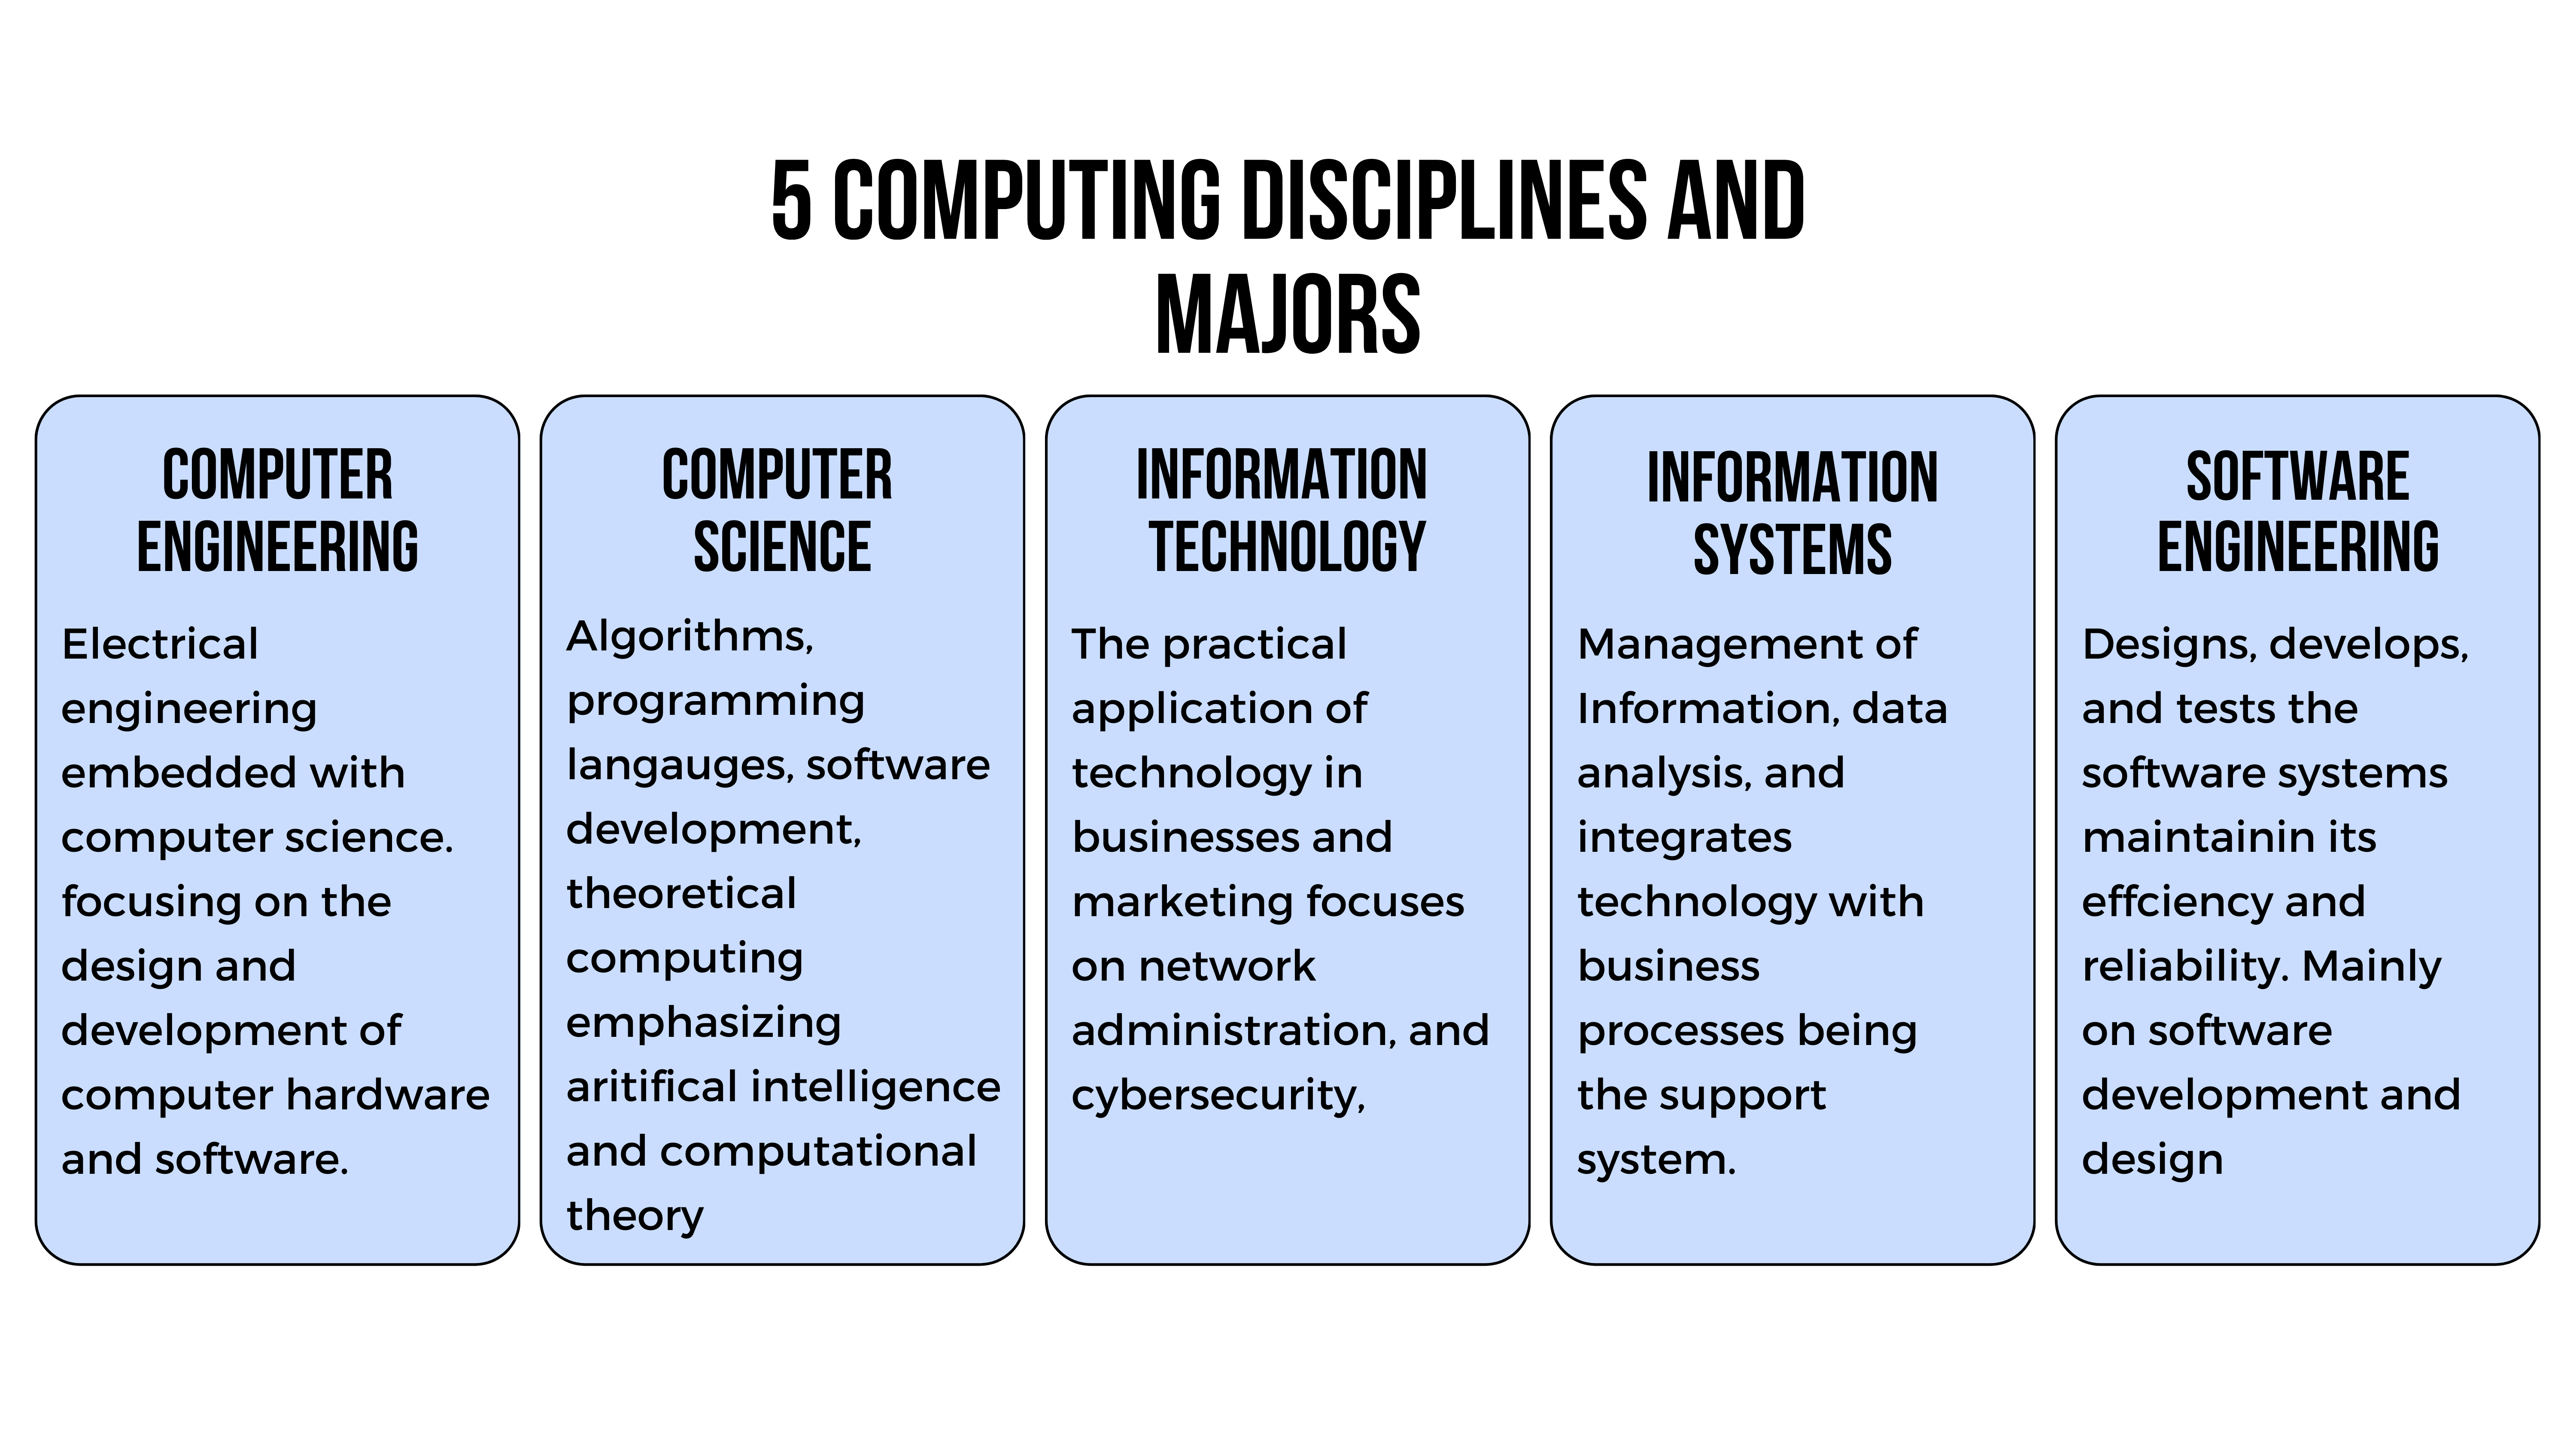 5 COMPUTING DISCIPLINES AND
MAJORS
COMPUTER
ENGINEERING
Electrical
engineering
embedded with
computer science.
focusing on the
design and
development of
computer hardware
and software.
COMPUTER
SCIENCE
Algorithms,
programming
langauges, software
development,
theoretical
computing
emphasizing
aritifical intelligence
and computational
theory
INFORMATION
TECHNOLOGY
The practical
application of
technology in
businesses and
marketing focuses
on network
administration, and
cybersecurity,
INFORMATION
SYSTEMS
Management of
Information, data
analysis, and
integrates
technology with
business
processes being
the support
system.
SOFTWARE
ENGINEERING
Designs, develops,
and tests the
software systems
maintainin its
effciency and
reliability. Mainly
on software
development and
design